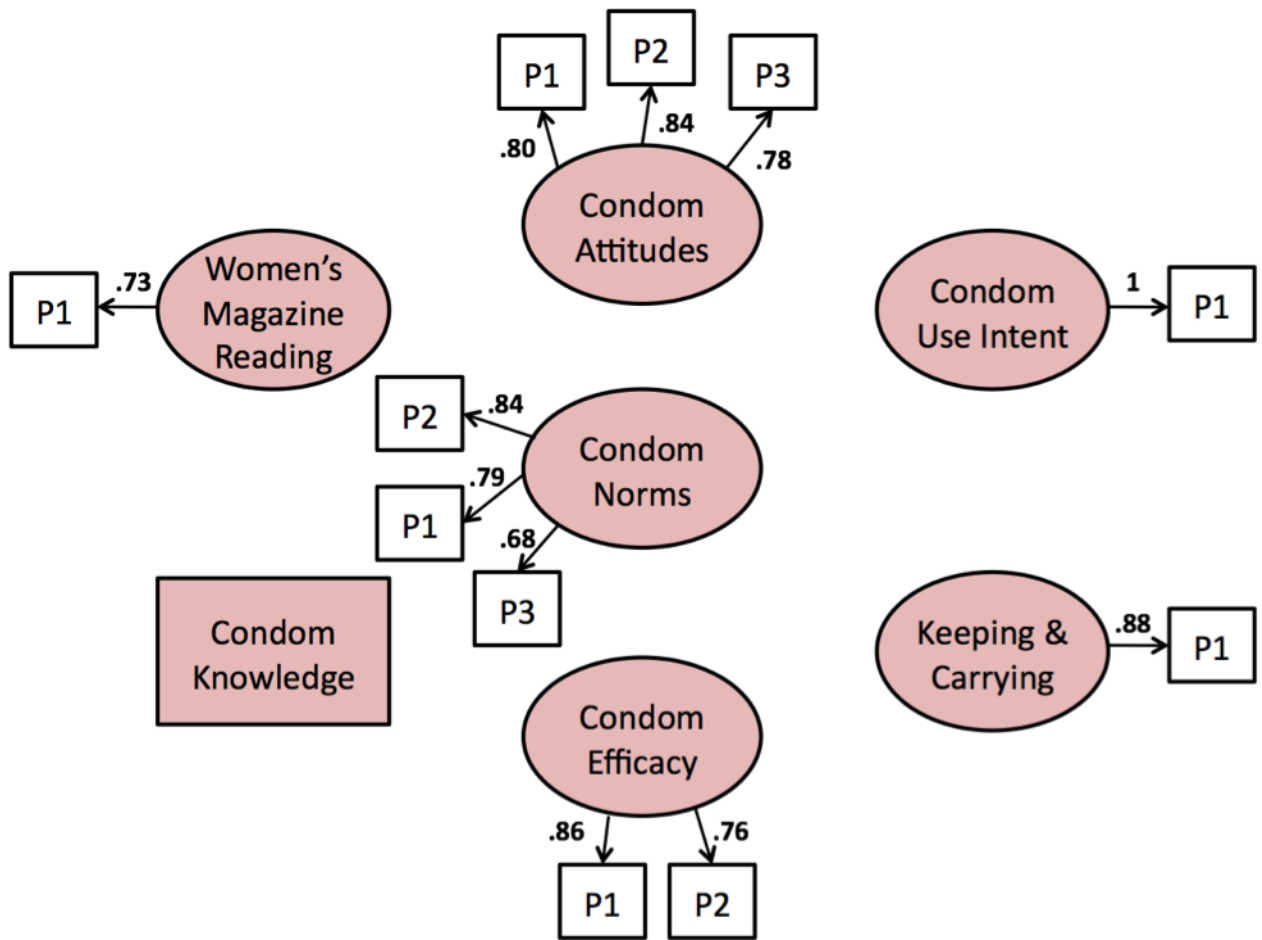 P1
P2
P3
.80
.84
.78
Condom
Attitudes
Women's
Magazine
Reading
.73
P1
Condom
Use Intent
1
P1
P2
.84
Condom
Norms
.79
P1
.68
P3
Condom
Knowledge
Keeping &
Carrying
.88
P1
Condom
Efficacy
.86
.76
P1
P2